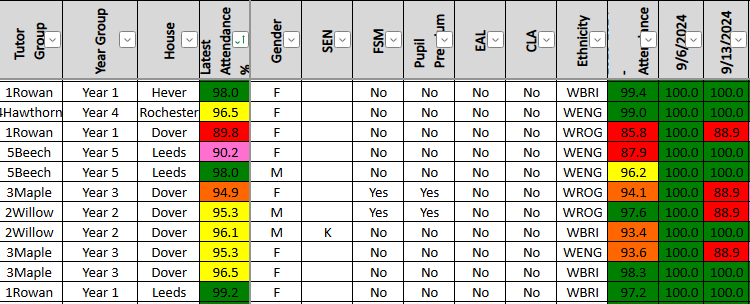 Tutor Group Year Group House Latest Attendance % Gender SEN FSM Pupil Premium EAL CLA Ethnicity - Attendance 9/6/2024 9/13/2024
1Rowan Year 1 Hever 98.0 F No No No No WBRI 99.4 100.0 100.0
4Hawthorn Year 4 Rochester 96.5 F No No No No WENG 99.0 100.0 100.0
1Rowan Year 1 Dover 89.8 F No No No No WROG 85.8 100.0 88.9
5Beech Year 5 Leeds 90.2 F No No No No WENG 87.9 100.0 100.0
5Beech Year 5 Leeds 98.0 M No No No No WENG 96.2 100.0 100.0
3Maple Year 3 Dover 94.9 F Yes Yes No No WROG 94.1 100.0 88.9
2Willow Year 2 Dover 95.3 M Yes Yes No No WROG 97.6 100.0 88.9
2Willow Year 2 Dover 96.1 M K No No No No WBRI 93.4 100.0 100.0
3Maple Year 3 Dover 95.3 F No No No No WENG 93.6 100.0 88.9
3Maple Year 3 Dover 96.5 F No No No No WBRI 98.3 100.0 100.0
1Rowan Year 1 Leeds 99.2 F No No No No WBRI 97.2 100.0 100.0